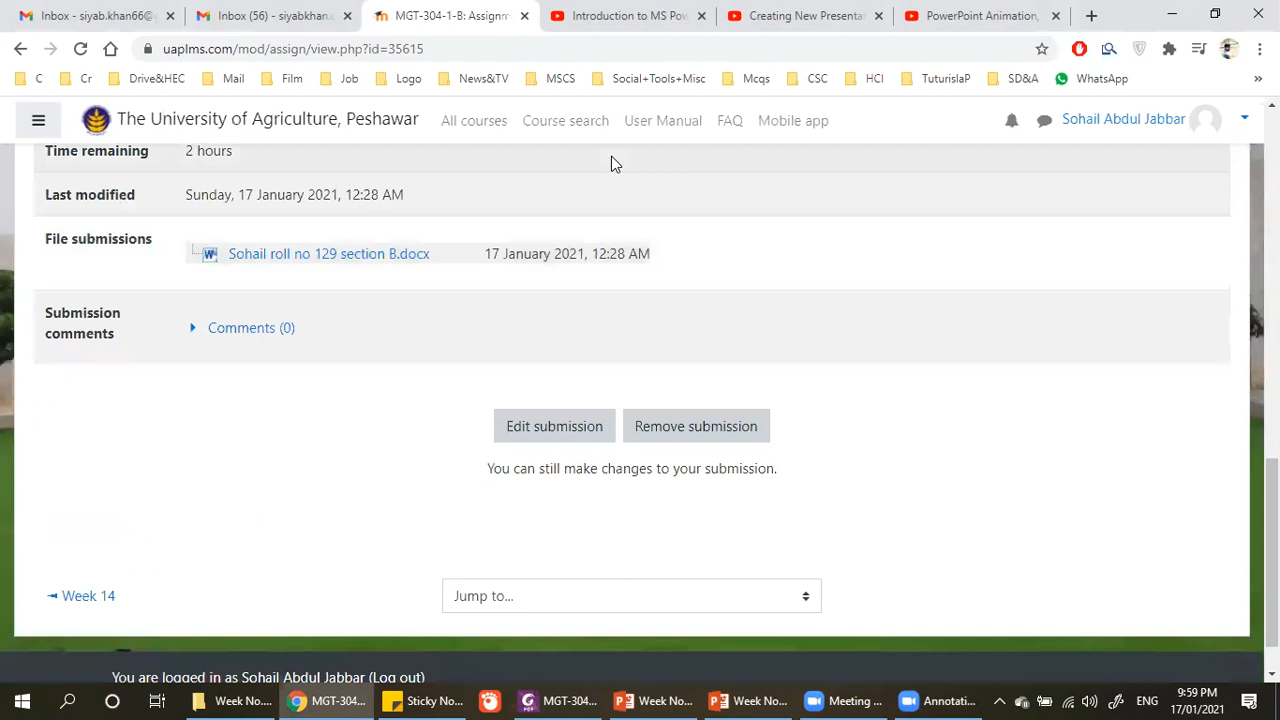 Inbox - siyab.khan66@
Inbox (56) - siyabkhan.c
MGT-304-1-B: Assignm
Introduction to MS Pow
Creating New Presenta
PowerPoint Animation,
uaplms.com/mod/assign/view.php?id=35615
C
Cr
Drive&HEC
Mail
Film
Job
Logo
News&TV
MSCS
Social+Tools+Misc
Mcqs
CSC
HCI
TuturislaP
SD&A
WhatsApp
»
The University of Agriculture, Peshawar
All courses
Course search
User Manual
FAQ
Mobile app
Sohail Abdul Jabbar
Time remaining
2 hours
Last modified
Sunday, 17 January 2021, 12:28 AM
File submissions
Sohail roll no 129 section B.docx
17 January 2021, 12:28 AM
Submission
comments
Comments (0)
Edit submission
Remove submission
You can still make changes to your submission.
Week 14
Jump to...
You are logged in as Sohail Abdul Jabbar (Log out)
Week No...
MGT-304...
Sticky No...
MGT-304...
Week No...
Week No...
Meeting ...
Annotati...
ENG
9:59 PM
17/01/2021